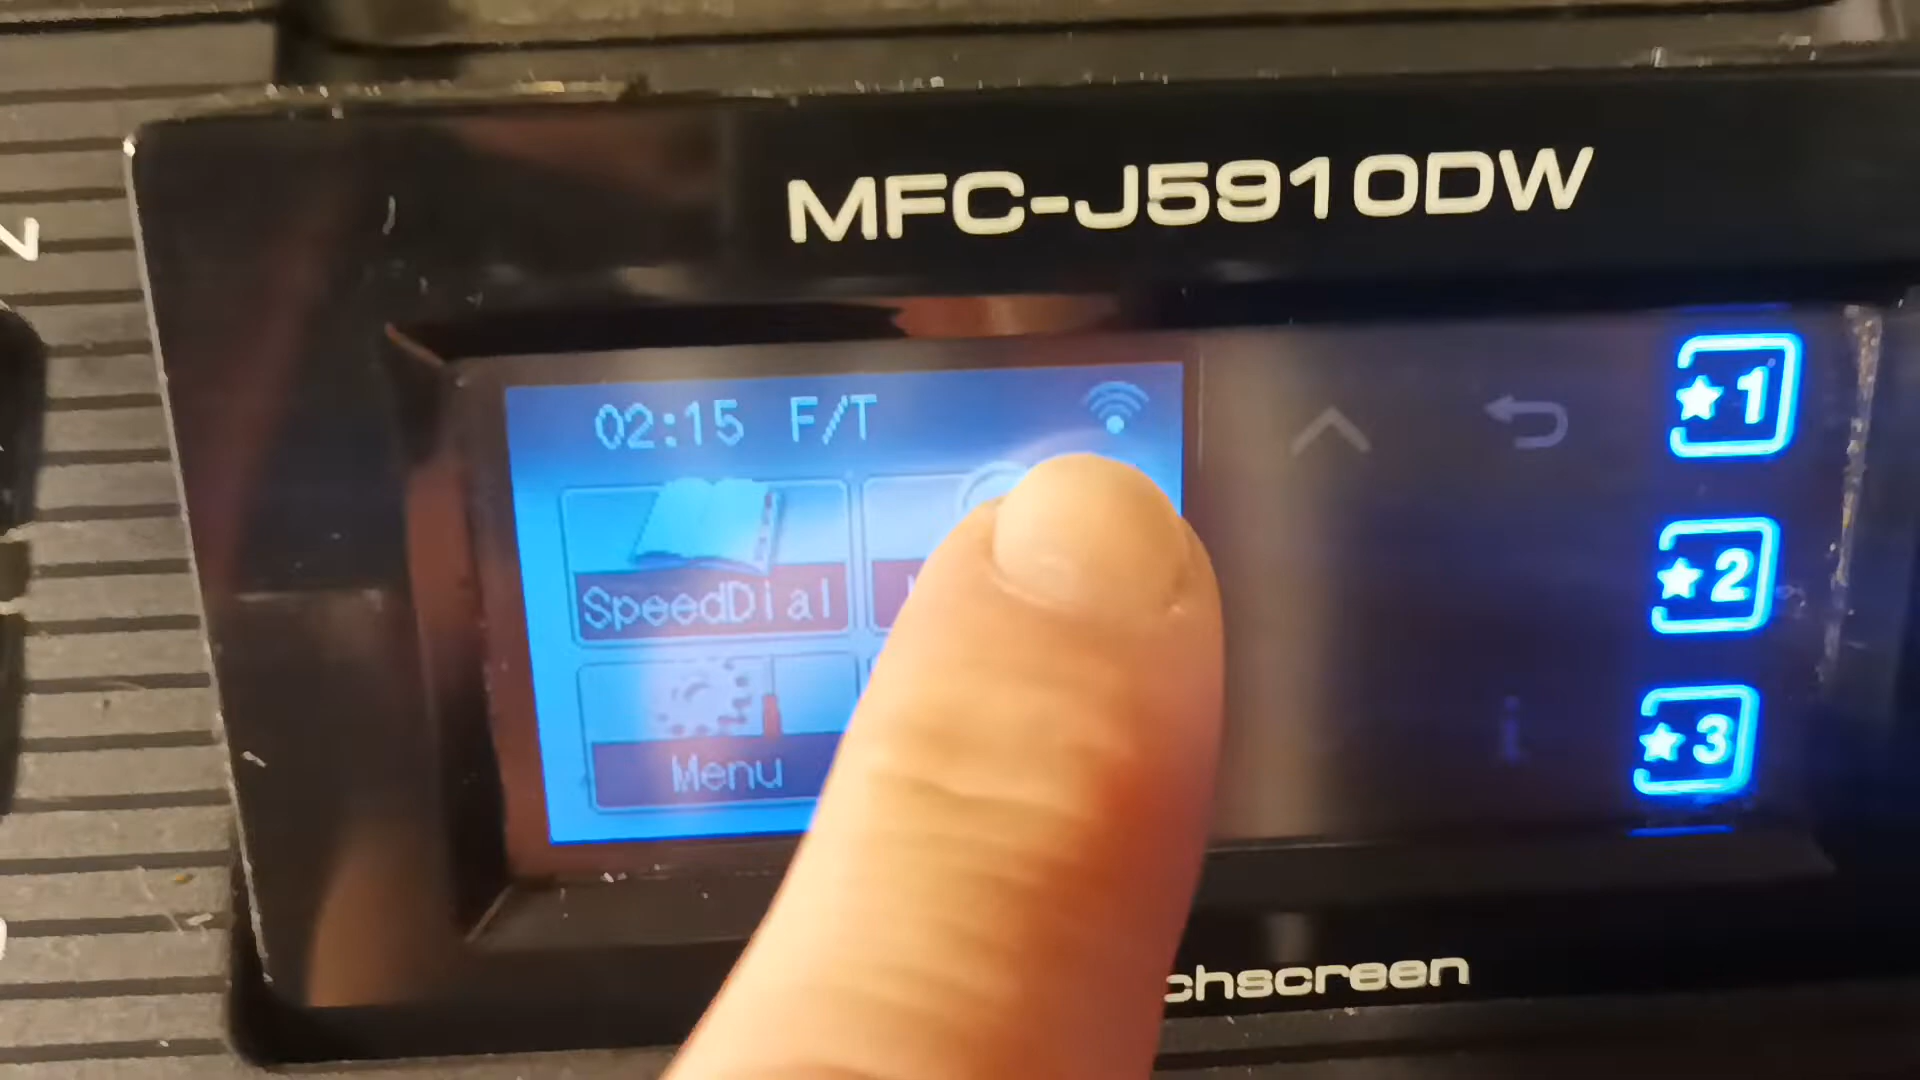 MFC-J5910DW
02:15 F/T
SpeedDial
Menu
1
2
3
chscreen
N